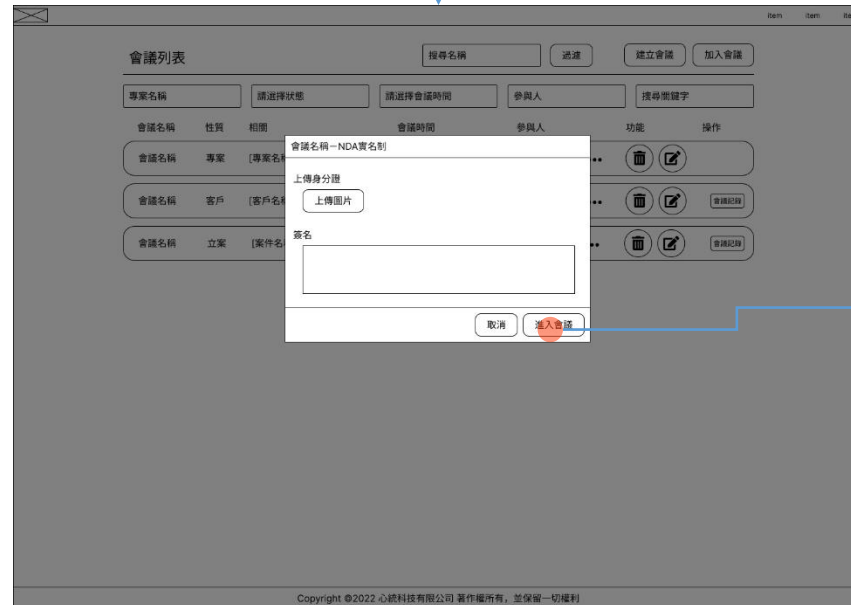 item item
會議列表 搜尋名稱 過濾 建立會議 加入會議
專案名稱 請選擇狀態 請選擇會議時間 參與人 搜尋關鍵字
會議名稱 性質 相關 會議時間 參與人 功能 操作
會議名稱 專案 [專案名
會議名稱 客戶 [客戶名 會議記錄
會議名稱 立案 [案件名 會議記錄
會議名稱－NDA實名制
上傳身分證
上傳圖片
簽名
取消 進入會議
Copyright ©2022 心統科技有限公司 著作權所有，並保留一切權利